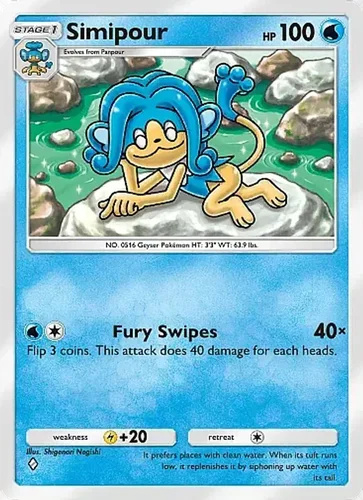 STAGE 1
Simipour
HP 100
Evolves from Panpour
NO. 0516 Geyser Pokémon HT: 3'3" WT: 63.9 lbs.
Fury Swipes 40×
Flip 3 coins. This attack does 40 damage for each heads.
weakness +20 retreat
Illus. Shigenori Negishi
It prefers places with clean water. When its tuft runs
low, it replenishes it by siphoning up water with
its tail.